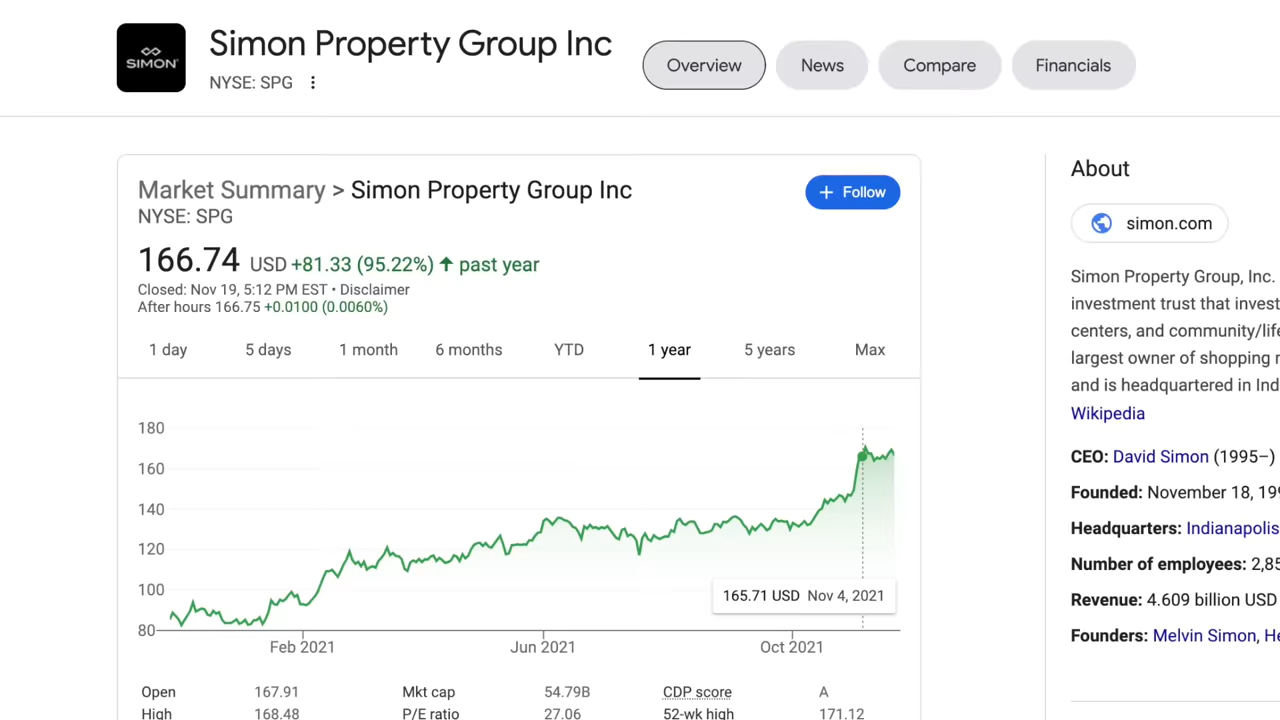 SIMON
Simon Property Group Inc
NYSE: SPG
Overview
News
Compare
Financials
Market Summary > Simon Property Group Inc
NYSE: SPG
+ Follow
166.74 USD +81.33 (95.22%) ↑ past year
Closed: Nov 19, 5:12 PM EST • Disclaimer
After hours 166.75 +0.0100 (0.0060%)
1 day 5 days 1 month 6 months YTD 1 year 5 years Max
180
160
140
120
100
80
165.71 USD Nov 4, 2021
Feb 2021 Jun 2021 Oct 2021
Open 167.91 Mkt cap 54.79B CDP score A
High 168.48 P/E ratio 27.06 52-wk high 171.12
About
simon.com
Simon Property Group, Inc.
investment trust that invest
centers, and community/life
largest owner of shopping
and is headquartered in Ind
Wikipedia
CEO: David Simon (1995–)
Founded: November 18, 199
Headquarters: Indianapolis
Number of employees: 2,85
Revenue: 4.609 billion USD
Founders: Melvin Simon, He